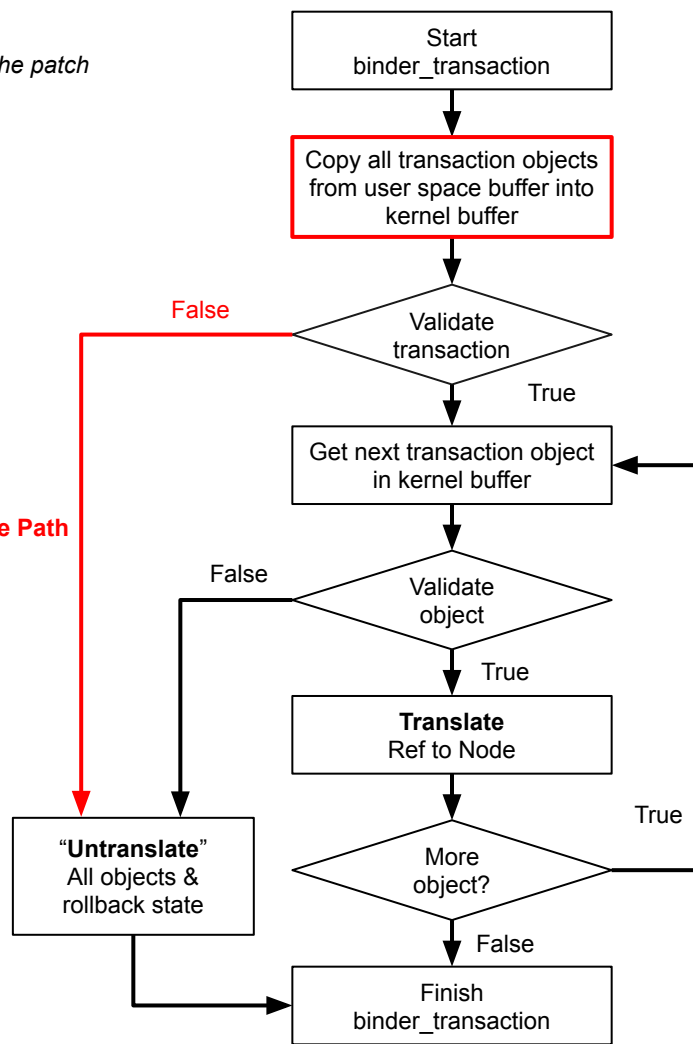 Start
binder_transaction
he patch
Copy all transaction objects
from user space buffer into
kernel buffer
False
Validate
transaction
True
Get next transaction object
in kernel buffer
e Path
False
Validate
object
True
Translate
Ref to Node
True
“Untranslate”
All objects &
rollback state
More
object?
False
Finish
binder_transaction